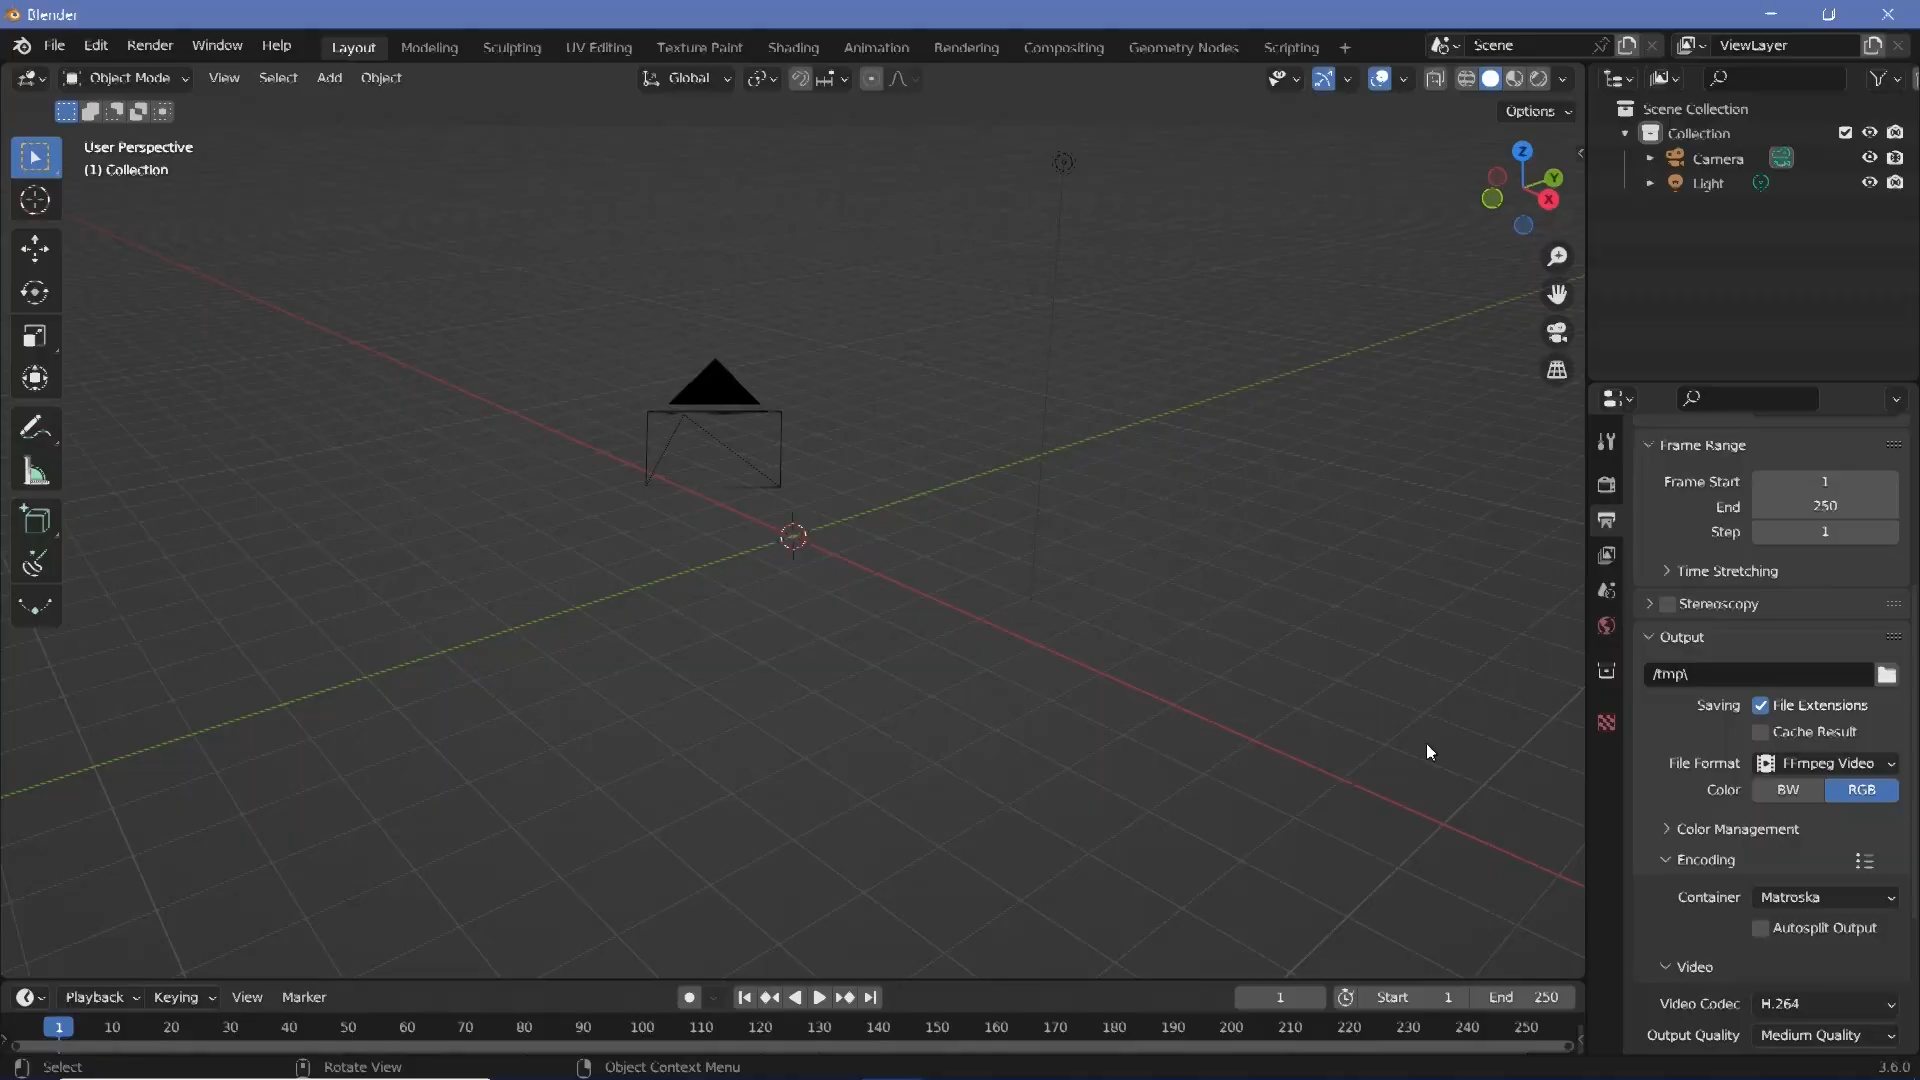 Blender
File Edit Render Window Help Layout Modeling Sculpting UV Editing Texture Paint Shading Animation Rendering Compositing Geometry Nodes Scripting + Scene ViewLayer
Object Mode View Select Add Object Global
Options
User Perspective
(1) Collection
Z
Y
X
Scene Collection
Collection
Camera
Light
Frame Range
Frame Start 1
End 250
Step 1
Time Stretching
Stereoscopy
Output
/tmp\
Saving File Extensions
Cache Result
File Format FFmpeg Video
Color BW RGB
Color Management
Encoding
Container Matroska
Autosplit Output
Video
Video Codec H.264
Output Quality Medium Quality
Playback Keying View Marker 1 Start 1 End 250
1 10 20 30 40 50 60 70 80 90 100 110 120 130 140 150 160 170 180 190 200 210 220 230 240 250
Select Rotate View Object Context Menu 3.6.0